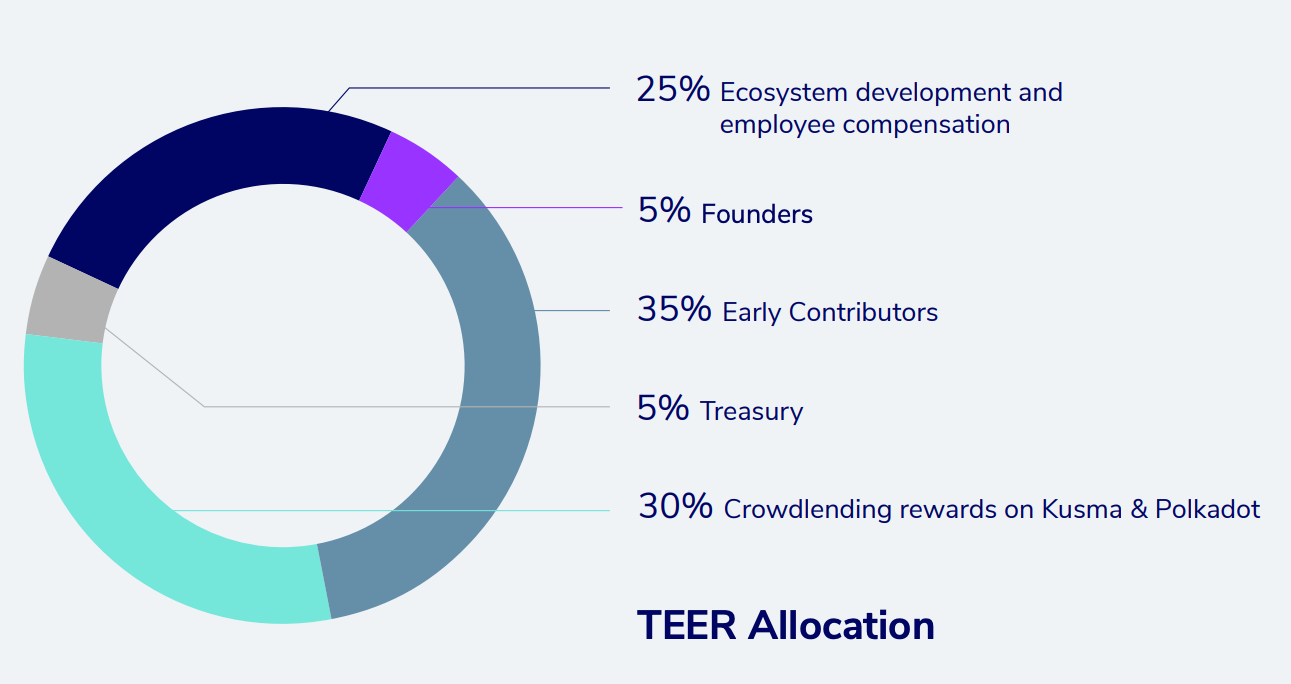 25% Ecosystem development and
employee compensation
5% Founders
35% Early Contributors
5% Treasury
30% Crowdlending rewards on Kusma & Polkadot
TEER Allocation